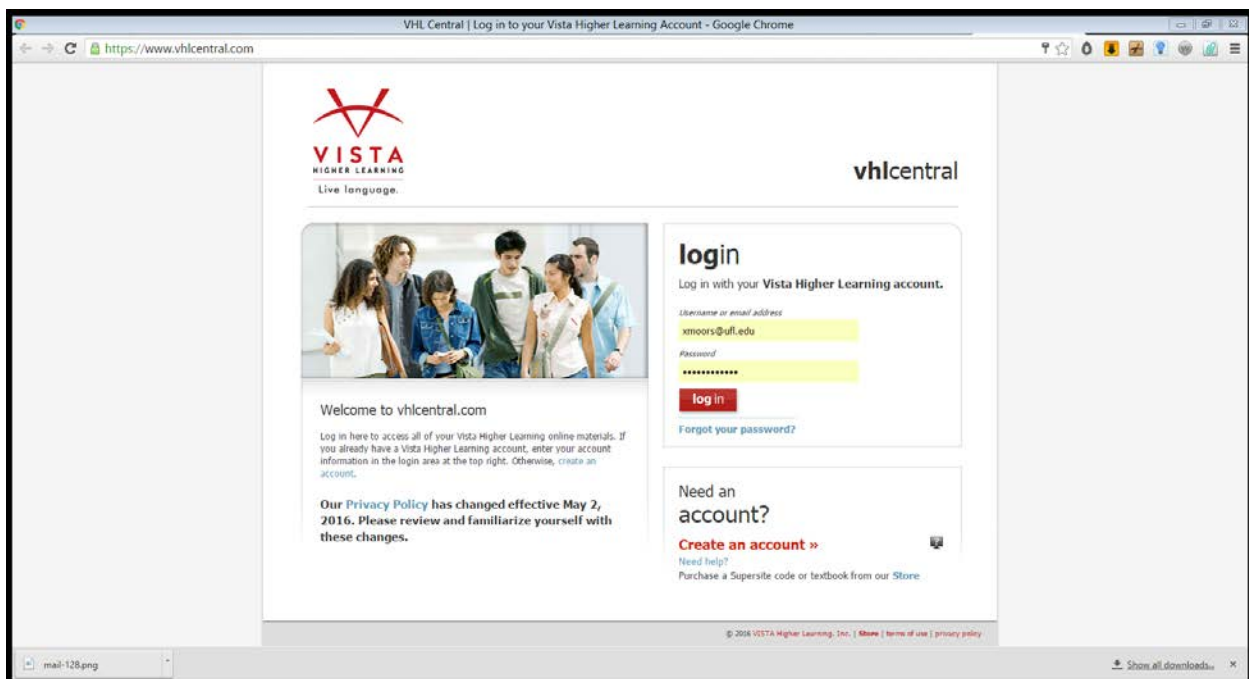 VHL Central | Log in to your Vista Higher Learning Account - Google Chrome
https://www.vhlcentral.com
VISTA
HIGHER LEARNING
Live language.
vhlcentral
login
Log in with your Vista Higher Learning account.
Username or email address
xmoors@ufl.edu
Password
••••••••••••
log in
Forgot your password?
Welcome to vhlcentral.com
Log in here to access all of your Vista Higher Learning online materials. If
you already have a Vista Higher Learning account, enter your account
information in the login area at the top right. Otherwise, create an
account.
Our Privacy Policy has changed effective May 2,
2016. Please review and familiarize yourself with
these changes.
Need an
account?
Create an account »
Need help?
Purchase a Supersite code or textbook from our Store
© 2016 VISTA Higher Learning, Inc. | Store | terms of use | privacy policy
mail-128.png
Show all downloads...